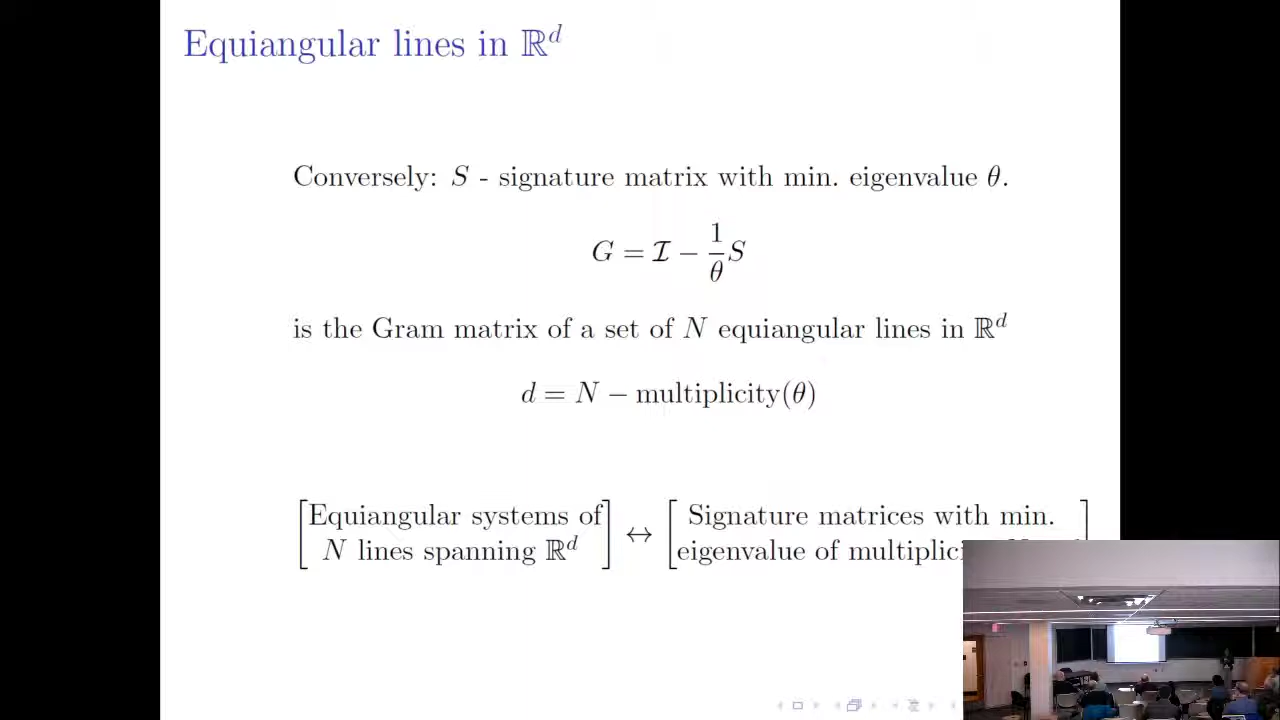 Equiangular lines in ℝ^d
Conversely: S - signature matrix with min. eigenvalue θ.
G = ℐ − 1/θ S
is the Gram matrix of a set of N equiangular lines in ℝ^d
d = N − multiplicity(θ)
[Equiangular systems of N lines spanning ℝ^d] ↔ [Signature matrices with min. eigenvalue of